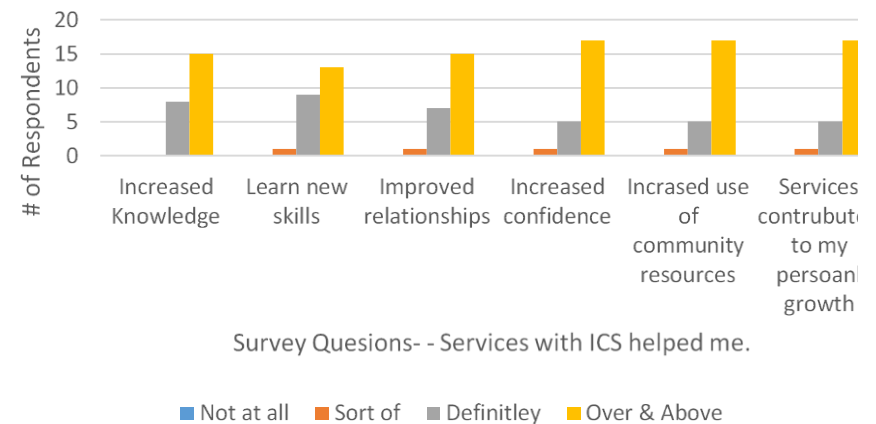 # of Respondents
20
15
10
5
0
Increased
Knowledge
Learn new
skills
Improved
relationships
Increased
confidence
Incrased use
of
community
resources
Services
contrubute
to my
persoanl
growth
Survey Quesions- - Services with ICS helped me.
Not at all
Sort of
Definitley
Over & Above